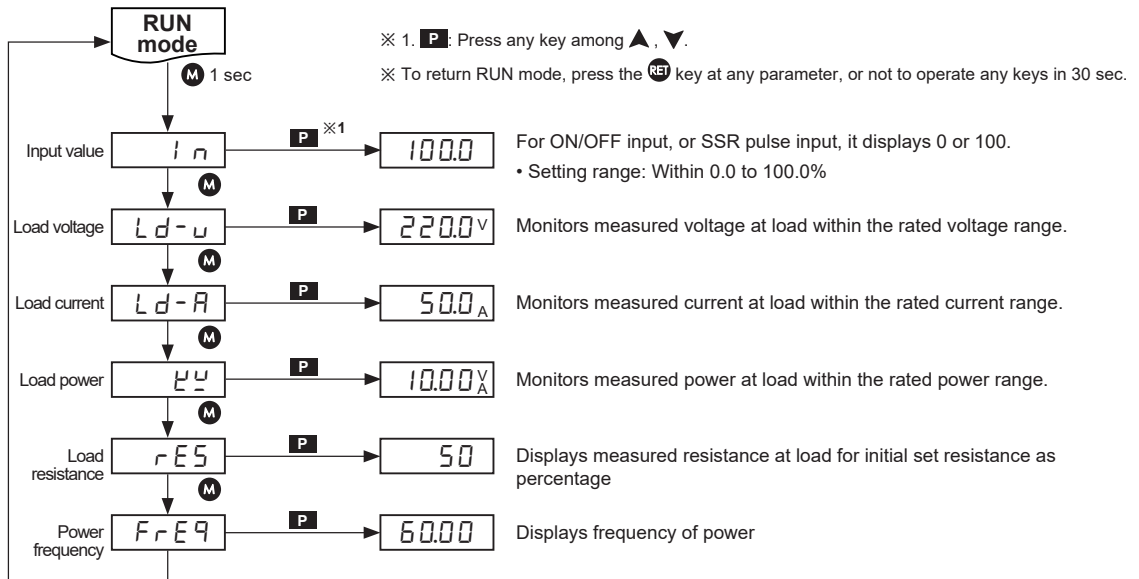 RUN
mode
※ 1. P : Press any key among ▲ , ▼.
※ To return RUN mode, press the RET key at any parameter, or not to operate any keys in 30 sec.
M 1 sec
Input value
In
P ※1
100.0
For ON/OFF input, or SSR pulse input, it displays 0 or 100.
• Setting range: Within 0.0 to 100.0%
M
Load voltage
Ld-u
P
220.0 V
Monitors measured voltage at load within the rated voltage range.
M
Load current
Ld-A
P
50.0 A
Monitors measured current at load within the rated current range.
M
Load power
P
10.00 V
A
Monitors measured power at load within the rated power range.
M
Load
resistance
rES
P
50
Displays measured resistance at load for initial set resistance as
percentage
M
Power
frequency
FrEq
P
60.00
Displays frequency of power